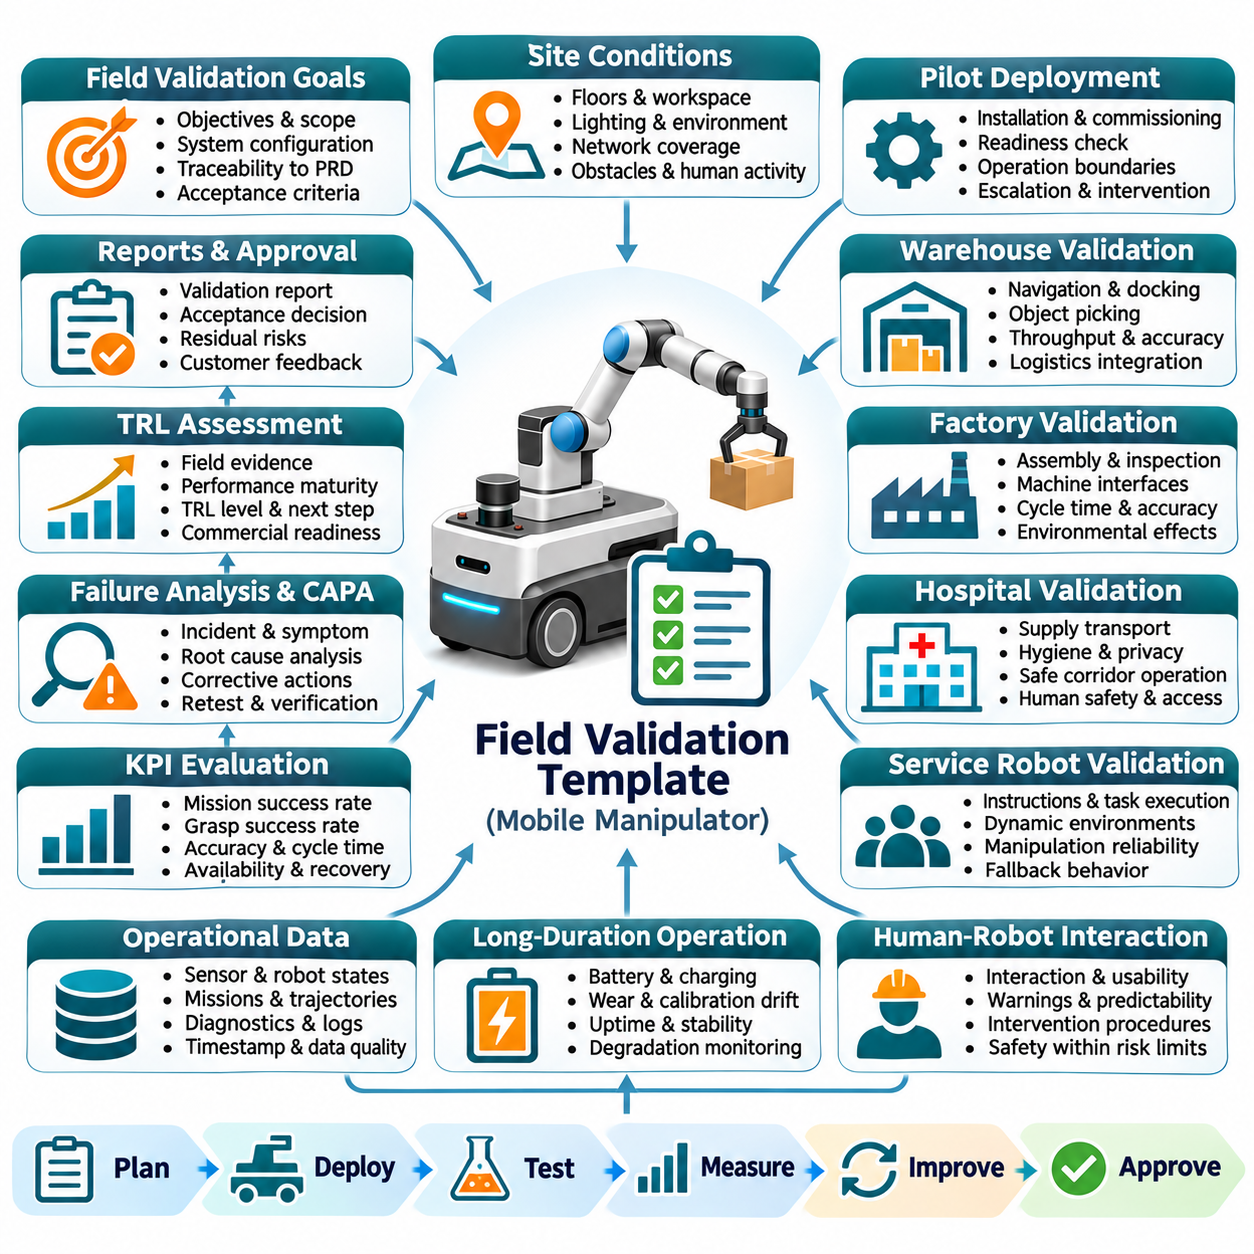 Field Validation Goals
• Objectives & scope
• System configuration
• Traceability to PRD
• Acceptance criteria
Site Conditions
• Floors & workspace
• Lighting & environment
• Network coverage
• Obstacles & human activity
Pilot Deployment
• Installation & commissioning
• Readiness check
• Operation boundaries
• Escalation & intervention
Reports & Approval
• Validation report
• Acceptance decision
• Residual risks
• Customer feedback
Warehouse Validation
• Navigation & docking
• Object picking
• Throughput & accuracy
• Logistics integration
TRL Assessment
• Field evidence
• Performance maturity
• TRL level & next step
• Commercial readiness
Factory Validation
• Assembly & inspection
• Machine interfaces
• Cycle time & accuracy
• Environmental effects
Failure Analysis & CAPA
• Incident & symptom
• Root cause analysis
• Corrective actions
• Retest & verification
Hospital Validation
• Supply transport
• Hygiene & privacy
• Safe corridor operation
• Human safety & access
Field Validation
Template
(Mobile Manipulator)
KPI Evaluation
• Mission success rate
• Grasp success rate
• Accuracy & cycle time
• Availability & recovery
Service Robot Validation
• Instructions & task execution
• Dynamic environments
• Manipulation reliability
• Fallback behavior
Operational Data
• Sensor & robot states
• Missions & trajectories
• Diagnostics & logs
• Timestamp & data quality
Long-Duration Operation
• Battery & charging
• Wear & calibration drift
• Uptime & stability
• Degradation monitoring
Human-Robot Interaction
• Interaction & usability
• Warnings & predictability
• Intervention procedures
• Safety within risk limits
Plan
Deploy
Test
Measure
Improve
Approve